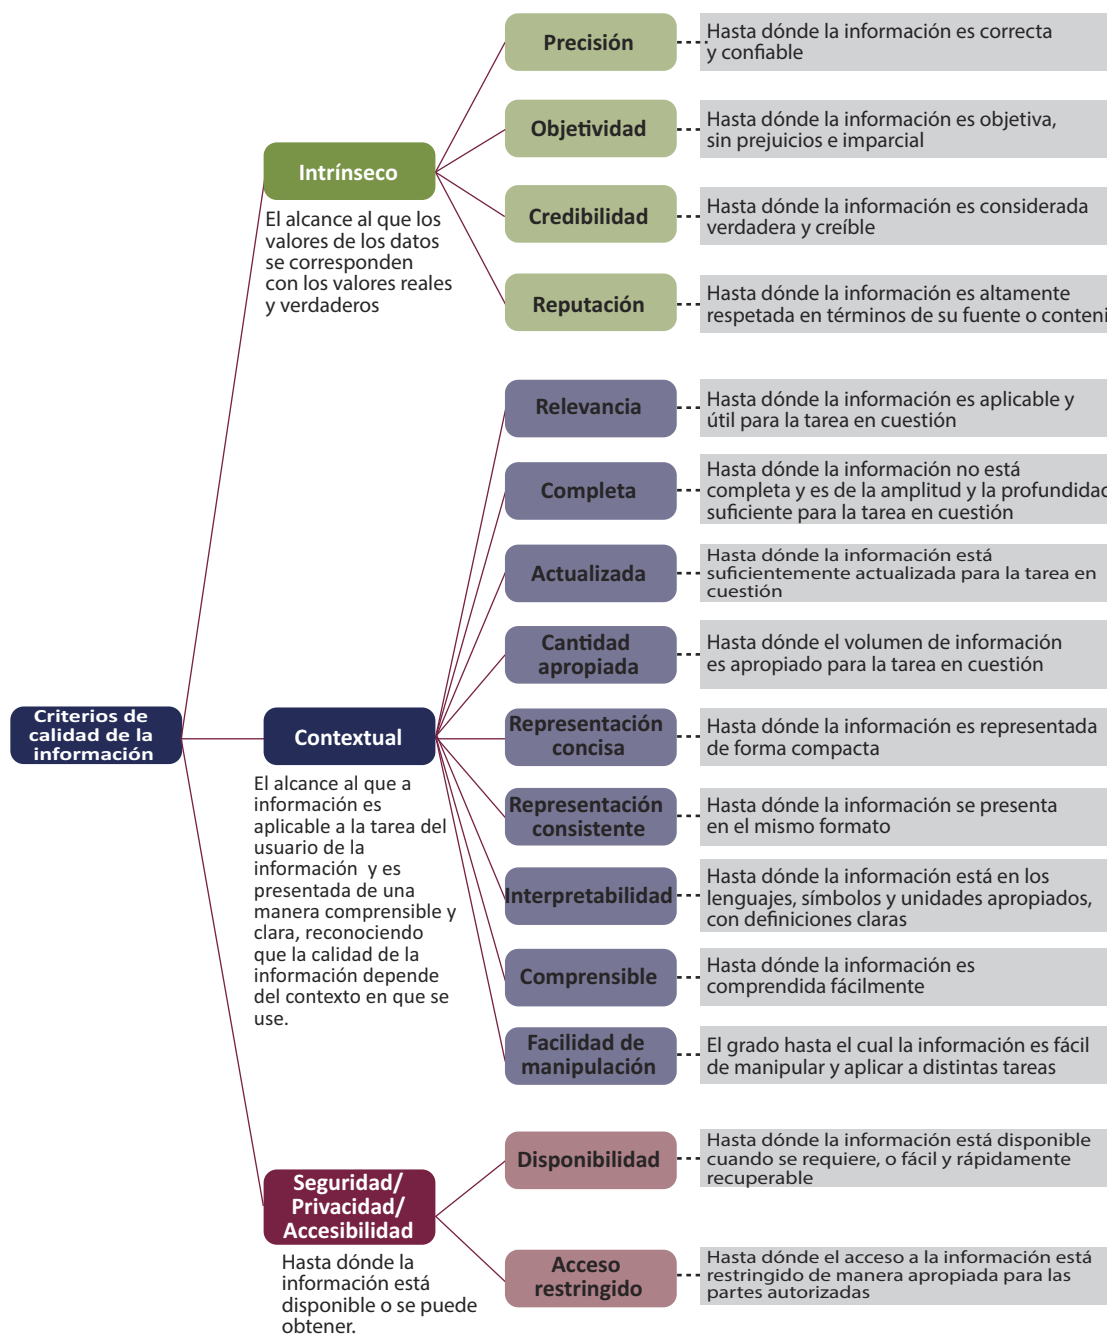 Criterios de
calidad de la
información
Intrínseco
El alcance al que los
valores de los datos
se corresponden
con los valores reales
y verdaderos
Precisión
Hasta dónde la información es correcta
y confiable
Objetividad
Hasta dónde la información es objetiva,
sin prejuicios e imparcial
Credibilidad
Hasta dónde la información es considerada
verdadera y creíble
Reputación
Hasta dónde la información es altamente
respetada en términos de su fuente o conteni
Contextual
El alcance al que a
información es
aplicable a la tarea del
usuario de la
información y es
presentada de una
manera comprensible y
clara, reconociendo
que la calidad de la
información depende
del contexto en que se
use.
Relevancia
Hasta dónde la información es aplicable y
útil para la tarea en cuestión
Completa
Hasta dónde la información no está
completa y es de la amplitud y la profundidad
suficiente para la tarea en cuestión
Actualizada
Hasta dónde la información está
suficientemente actualizada para la tarea en
cuestión
Cantidad
apropiada
Hasta dónde el volumen de información
es apropiado para la tarea en cuestión
Representación
concisa
Hasta dónde la información es representada
de forma compacta
Representación
consistente
Hasta dónde la información se presenta
en el mismo formato
Interpretabilidad
Hasta dónde la información está en los
lenguajes, símbolos y unidades apropiados,
con definiciones claras
Comprensible
Hasta dónde la información es
comprendida fácilmente
Facilidad de
manipulación
El grado hasta el cual la información es fácil
de manipular y aplicar a distintas tareas
Seguridad/
Privacidad/
Accesibilidad
Hasta dónde la
información está
disponible o se puede
obtener.
Disponibilidad
Hasta dónde la información está disponible
cuando se requiere, o fácil y rápidamente
recuperable
Acceso
restringido
Hasta dónde el acceso a la información está
restringido de manera apropiada para las
partes autorizadas